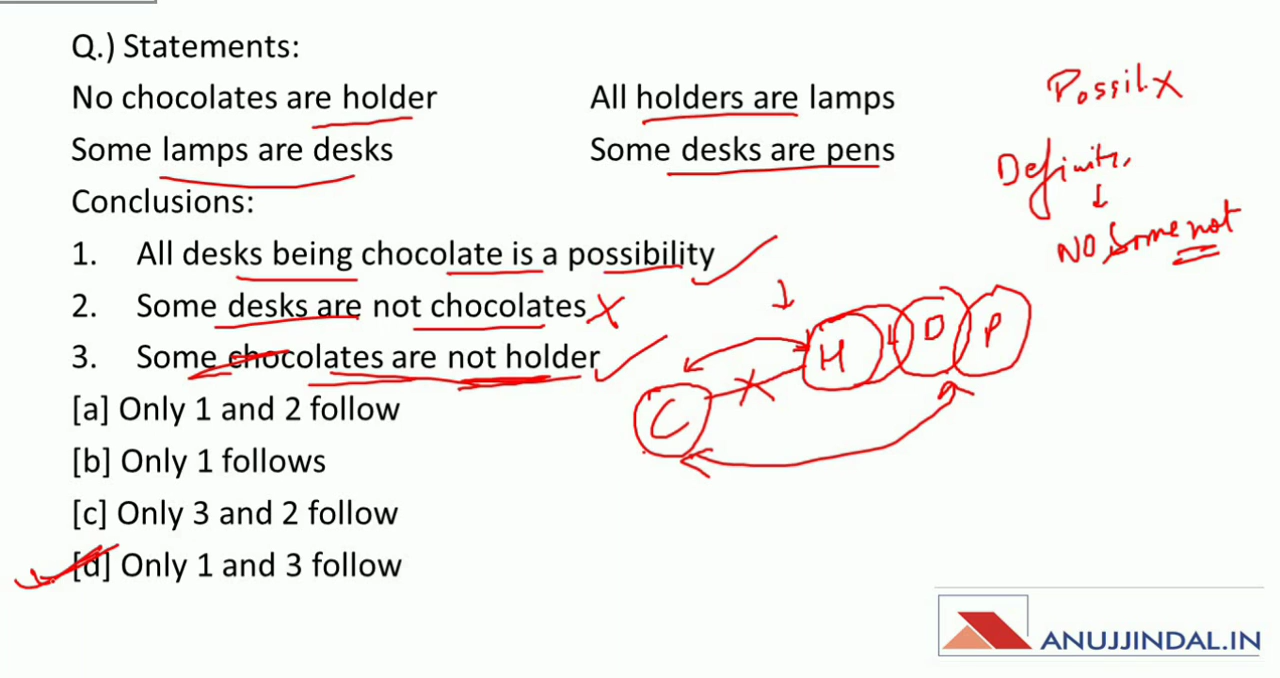 Q.) Statements:
No chocolates are holder All holders are lamps
Some lamps are desks Some desks are pens
Conclusions:
1. All desks being chocolate is a possibility
2. Some desks are not chocolates
3. Some chocolates are not holder
[a] Only 1 and 2 follow
[b] Only 1 follows
[c] Only 3 and 2 follow
[d] Only 1 and 3 follow
Possil. X
Definite
NO, Some not
H L D P
C
ANUJJINDAL.IN